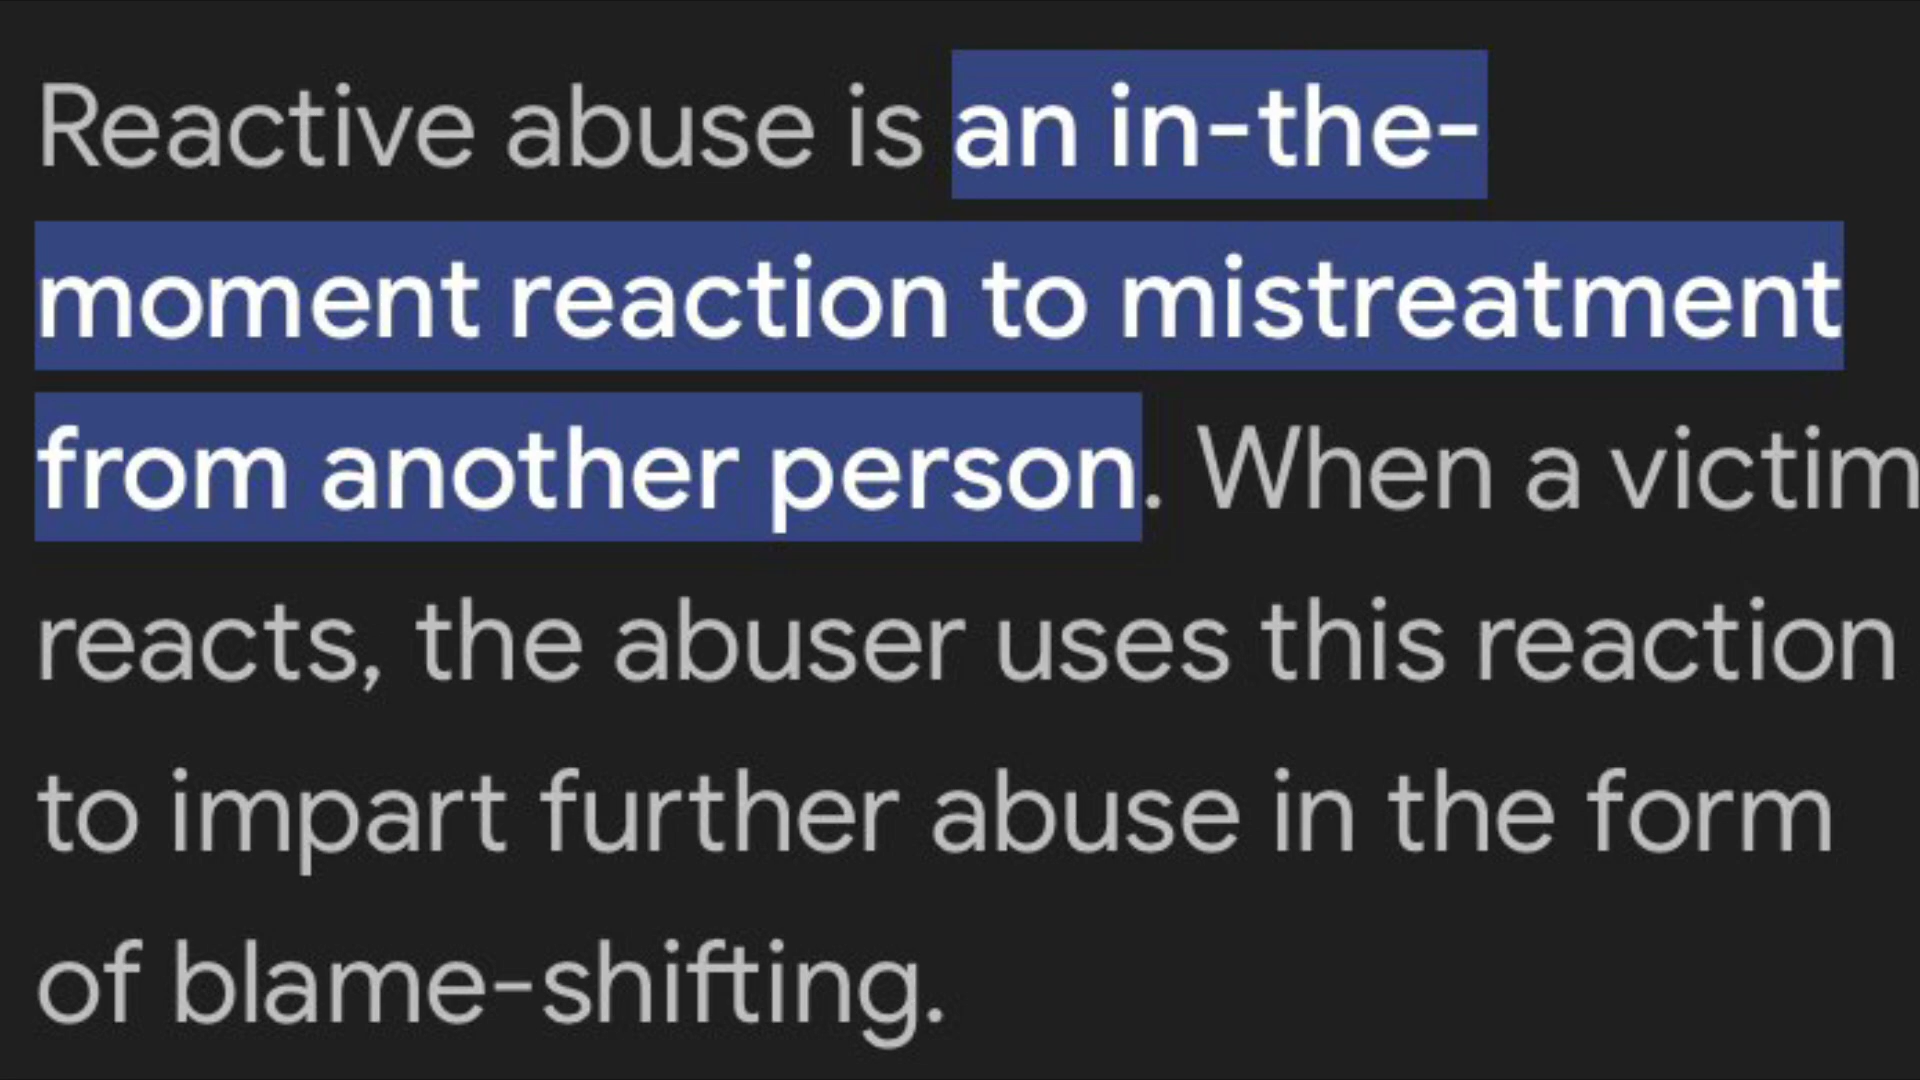 Reactive abuse is an in-the-
moment reaction to mistreatment
from another person. When a victim
reacts, the abuser uses this reaction
to impart further abuse in the form
of blame-shifting.